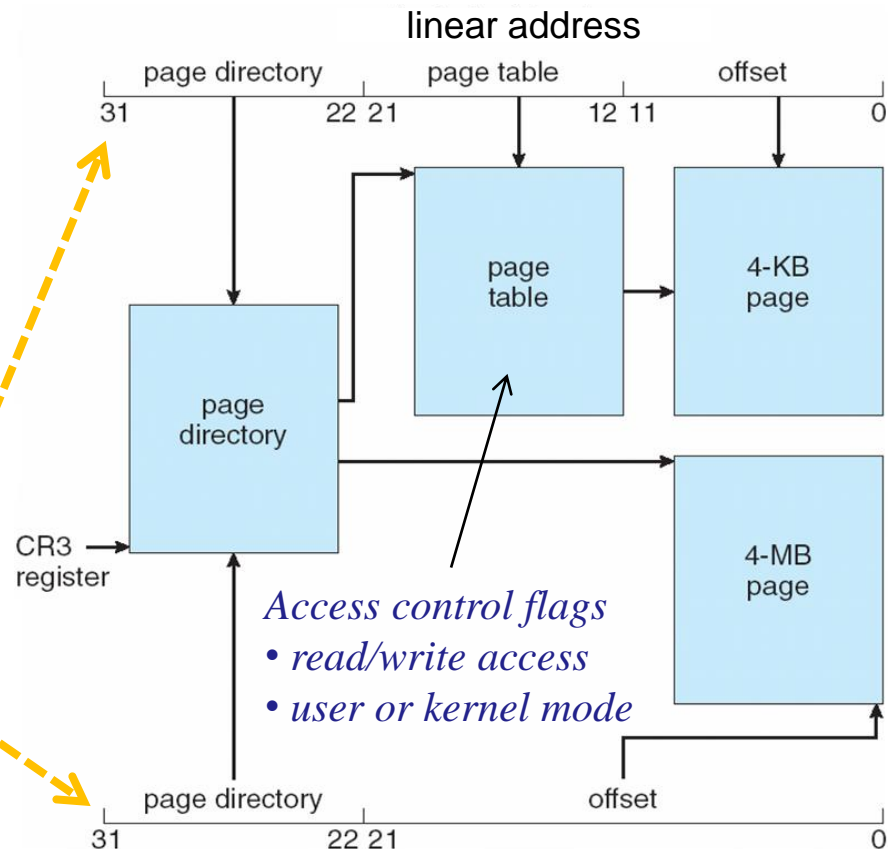 linear address
page directory page table offset
31 22 21 12 11 0
page
table
4-KB
page
page
directory
CR3
register
4-MB
page
Access control flags
• read/write access
• user or kernel mode
page directory offset
31 22 21 0